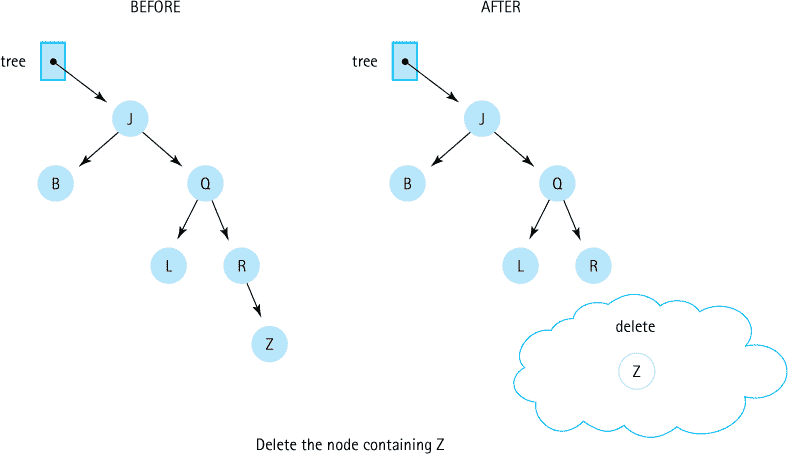 BEFORE AFTER
tree tree
J J
B Q B Q
L R L R
delete
Z Z
Delete the node containing Z